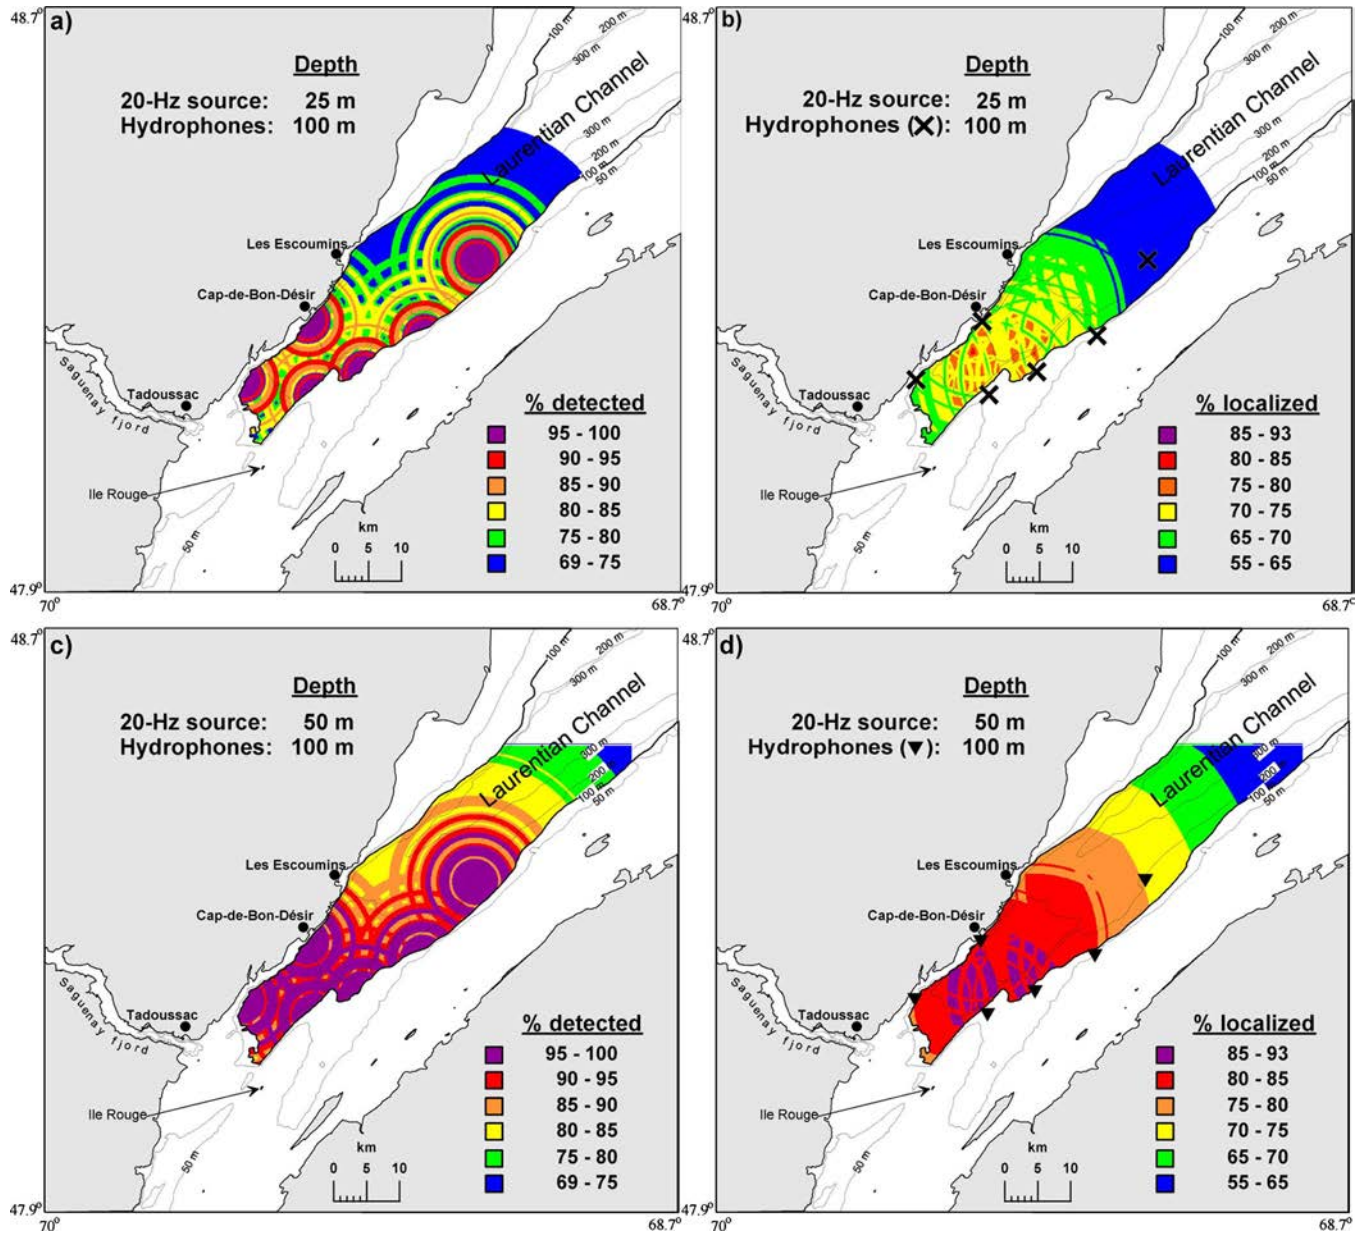 48.7°
a)
Depth
20-Hz source: 25 m
Hydrophones: 100 m
100 m
200 m
300 m
Laurentian Channel
300 m
200 m
100 m
50 m
Les Escoumins
Cap-de-Bon-Désir
Saguenay fjord
Tadoussac
Ile Rouge
50 m
km
0 5 10
% detected
95 - 100
90 - 95
85 - 90
80 - 85
75 - 80
69 - 75
47.9°
70°
68.7°
48.7°
b)
Depth
20-Hz source: 25 m
Hydrophones (X): 100 m
100 m
200 m
300 m
Laurentian Channel
300 m
200 m
100 m
50 m
Les Escoumins
Cap-de-Bon-Désir
Saguenay fjord
Tadoussac
Ile Rouge
50 m
km
0 5 10
% localized
85 - 93
80 - 85
75 - 80
70 - 75
65 - 70
55 - 65
47.9°
70°
68.7°
48.7°
c)
Depth
20-Hz source: 50 m
Hydrophones: 100 m
100 m
200 m
300 m
Laurentian Channel
300 m
200 m
100 m
50 m
Les Escoumins
Cap-de-Bon-Désir
Saguenay fjord
Tadoussac
Ile Rouge
50 m
km
0 5 10
% detected
95 - 100
90 - 95
85 - 90
80 - 85
75 - 80
69 - 75
47.9°
70°
68.7°
48.7°
d)
Depth
20-Hz source: 50 m
Hydrophones (▼): 100 m
100 m
200 m
300 m
Laurentian Channel
300 m
200
100 m
50 m
Les Escoumins
Cap-de-Bon-Désir
Saguenay fjord
Tadoussac
Ile Rouge
50 m
km
0 5 10
% localized
85 - 93
80 - 85
75 - 80
70 - 75
65 - 70
55 - 65
47.9°
70°
68.7°